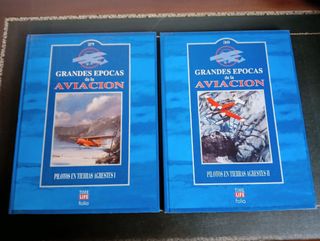 GRANDES EPOCAS
de la
AVIACION
PILOTOS EN TIERRAS AGRESTES I
TIME
LIFE
folio
GRANDES EPOCAS
de la
AVIACION
PILOTOS EN TIERRAS AGRESTES II
TIME
LIFE
folio